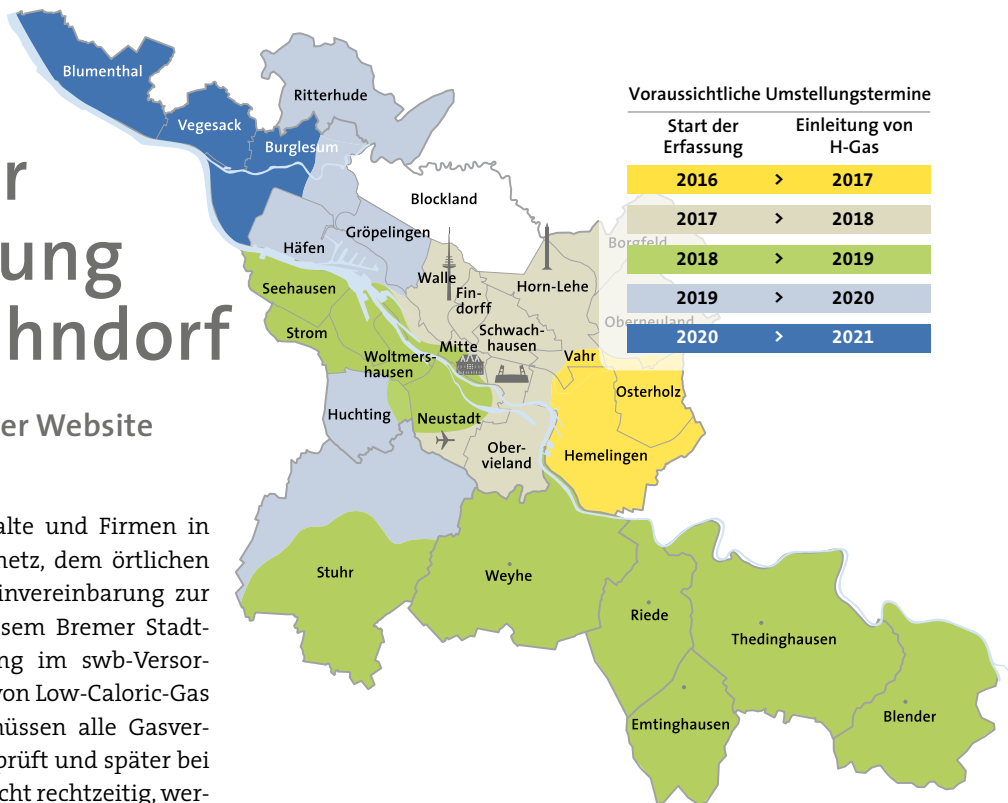 r
ung
hndorf
er Website
alte und Firmen in
netz, dem örtlichen
invereinbarung zur
sem Bremer Stadt-
ng im swb-Versor-
von Low-Caloric-Gas
müssen alle Gasver-
prüft und später bei
cht rechtzeitig, wer-
Voraussichtliche Umstellungstermine
Start der
Erfassung
Einleitung von
H-Gas
2016 > 2017
2017 > 2018
2018 > 2019
2019 > 2020
2020 > 2021
Blumenthal
Vegesack
Ritterhude
Burglesum
Blockland
Gröpelingen
Häfen
Borgfeld
Walle
Fin-
dorff
Horn-Lehe
Seehausen
Oberneuland
Strom
Schwach-
hausen
Mitte
Vahr
Woltmers-
hausen
Osterholz
Huchting
Neustadt
Ober-
vieland
Hemelingen
Stuhr
Weyhe
Riede
Thedinghausen
Emtinghausen
Blender